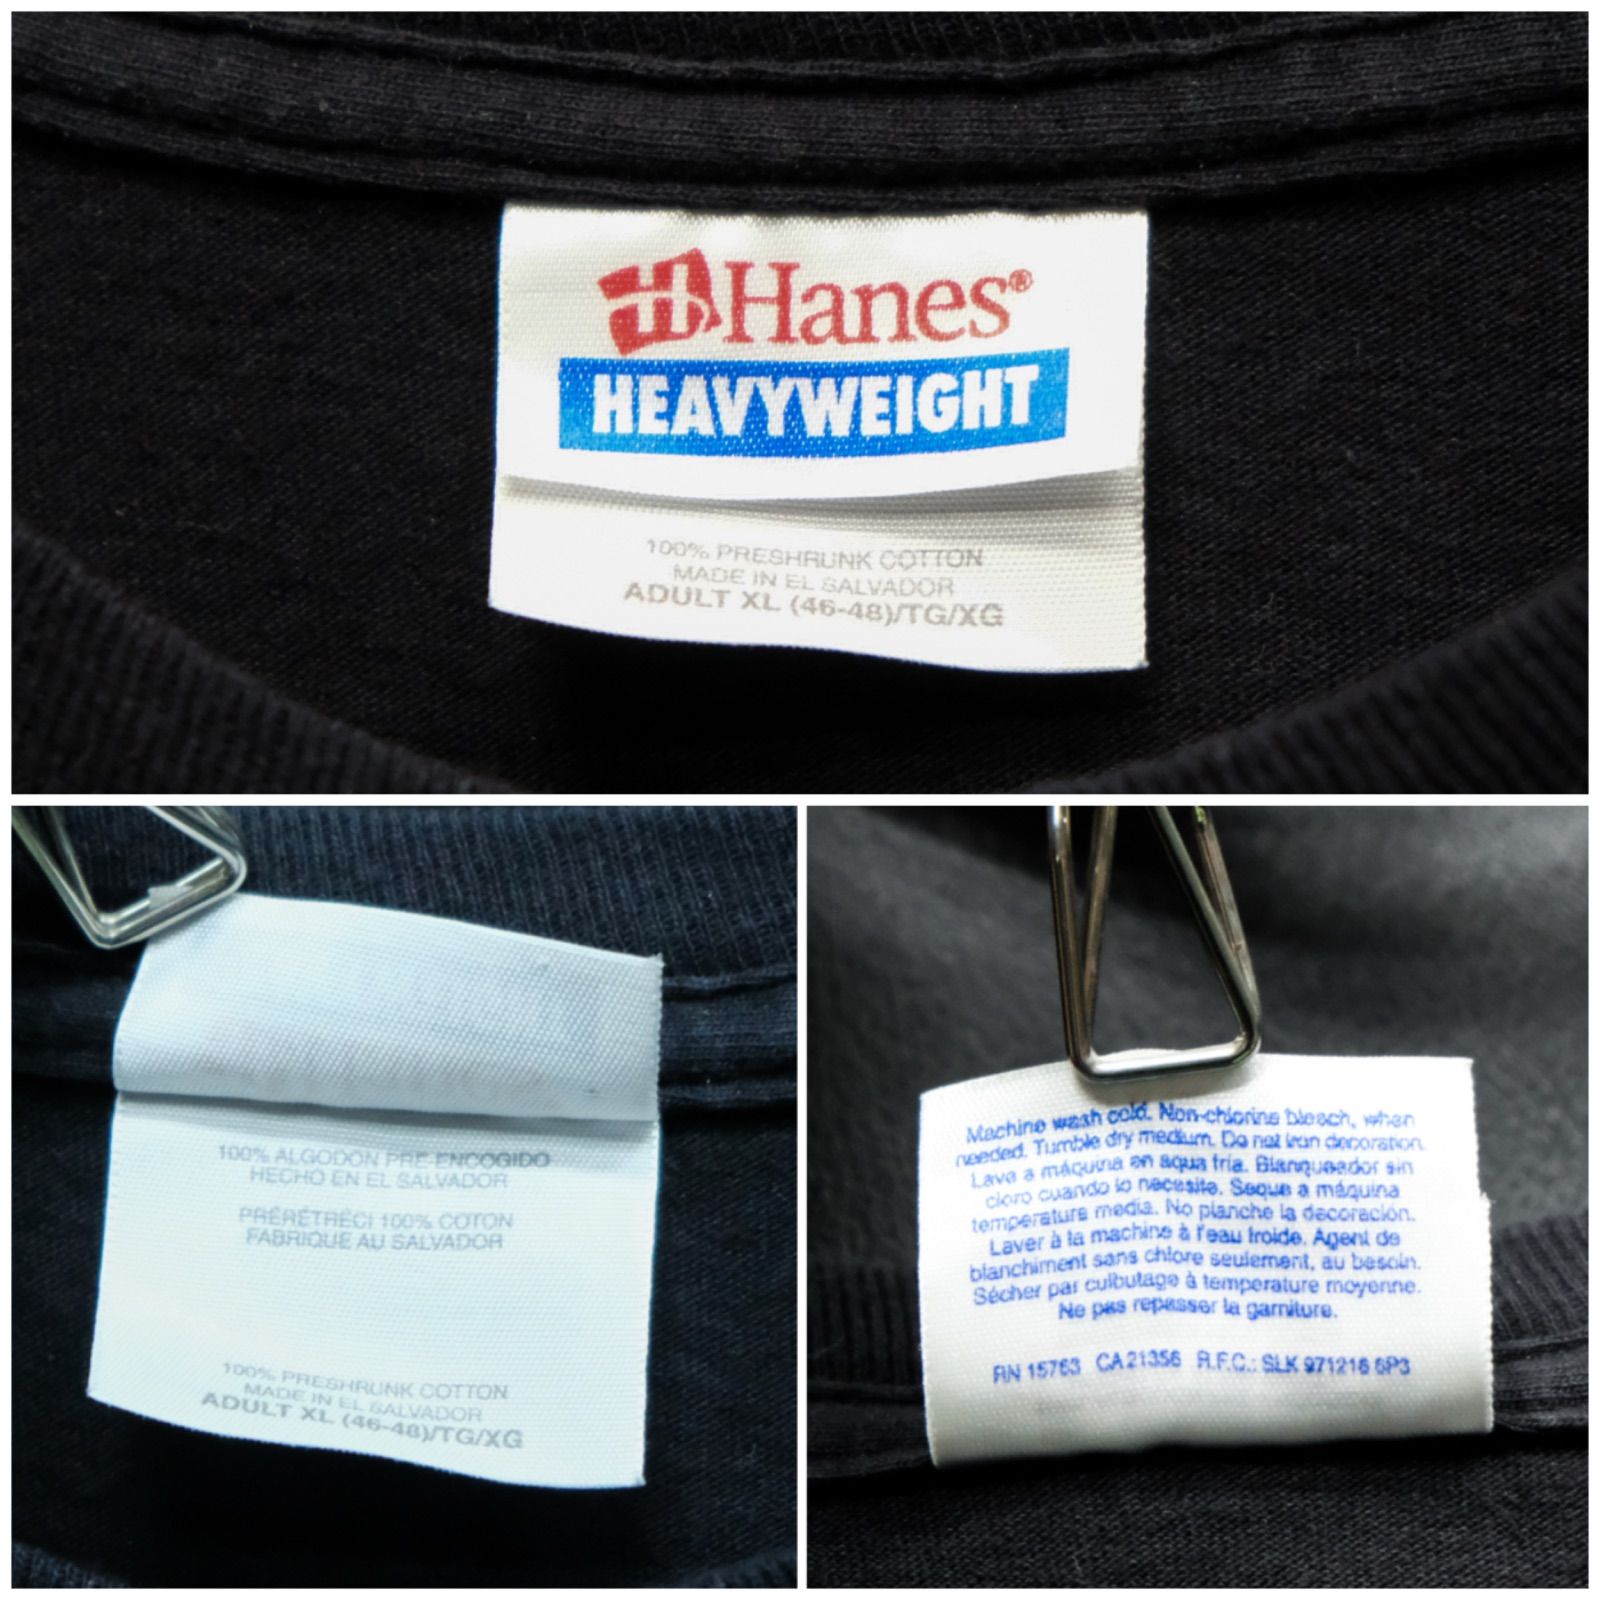 Hanes®
HEAVYWEIGHT
100% PRESHRUNK COTTON
MADE IN EL SALVADOR
ADULT XL (46-48)/TG/XG
100% ALGODON PRE-ENCOGIDO
HECHO EN EL SALVADOR
PRÉRÉTRÉCI 100% COTON
FABRIQUE AU SALVADOR
100% PRESHRUNK COTTON
MADE IN EL SALVADOR
ADULT XL (46-48)/TG/XG
Machine wash cold. Non-chlorine bleach, when
needed. Tumble dry medium. Do not iron decoration.
Lave a máquina en aqua fría. Blanqueador sin
cloro cuando lo necesite. Seque a máquina
temperatura media. No planche la decoración.
Laver à la machine à l'eau froide. Agent de
blanchiment sans chlore seulement, au besoin.
Sécher par culbutage à temperature moyenne.
Ne pas repasser la garniture.
RN 15763 CA 21356 R.F.C.: SLK 971216 6P3